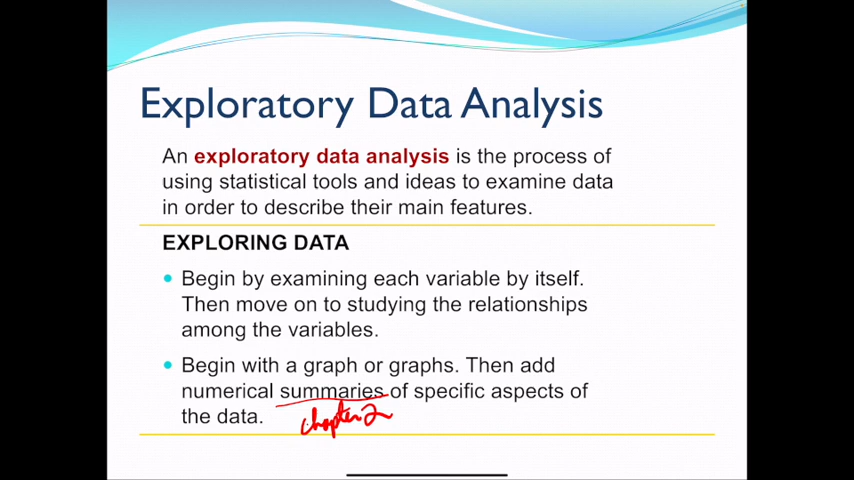 Exploratory Data Analysis
An exploratory data analysis is the process of
using statistical tools and ideas to examine data
in order to describe their main features.
EXPLORING DATA
• Begin by examining each variable by itself.
Then move on to studying the relationships
among the variables.
• Begin with a graph or graphs. Then add
numerical summaries of specific aspects of
the data.
chapter 2